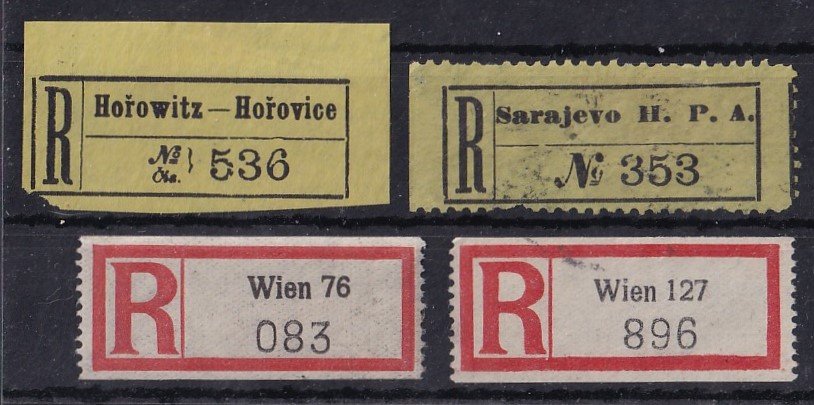 R Hořowitz – Hořovice
№ Čís. } 536
R Sarajevo H. P. A.
№ 353
R Wien 76
083
R Wien 127
896